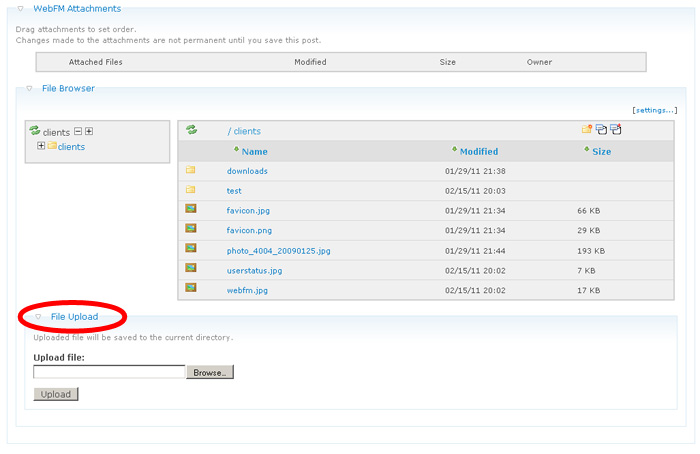 WebFM Attachments
Drag attachments to set order.
Changes made to the attachments are not permanent until you save this post.
Attached Files Modified Size Owner
File Browser
[settings...]
clients
clients
/ clients
Name Modified Size
downloads 01/29/11 21:38
test 02/15/11 20:03
favicon.jpg 01/29/11 21:34 66 KB
favicon.png 01/29/11 21:34 29 KB
photo_4004_20090125.jpg 01/29/11 21:44 193 KB
userstatus.jpg 02/15/11 20:02 7 KB
webfm.jpg 02/15/11 20:02 17 KB
File Upload
Uploaded file will be saved to the current directory.
Upload file:
Browse..
Upload